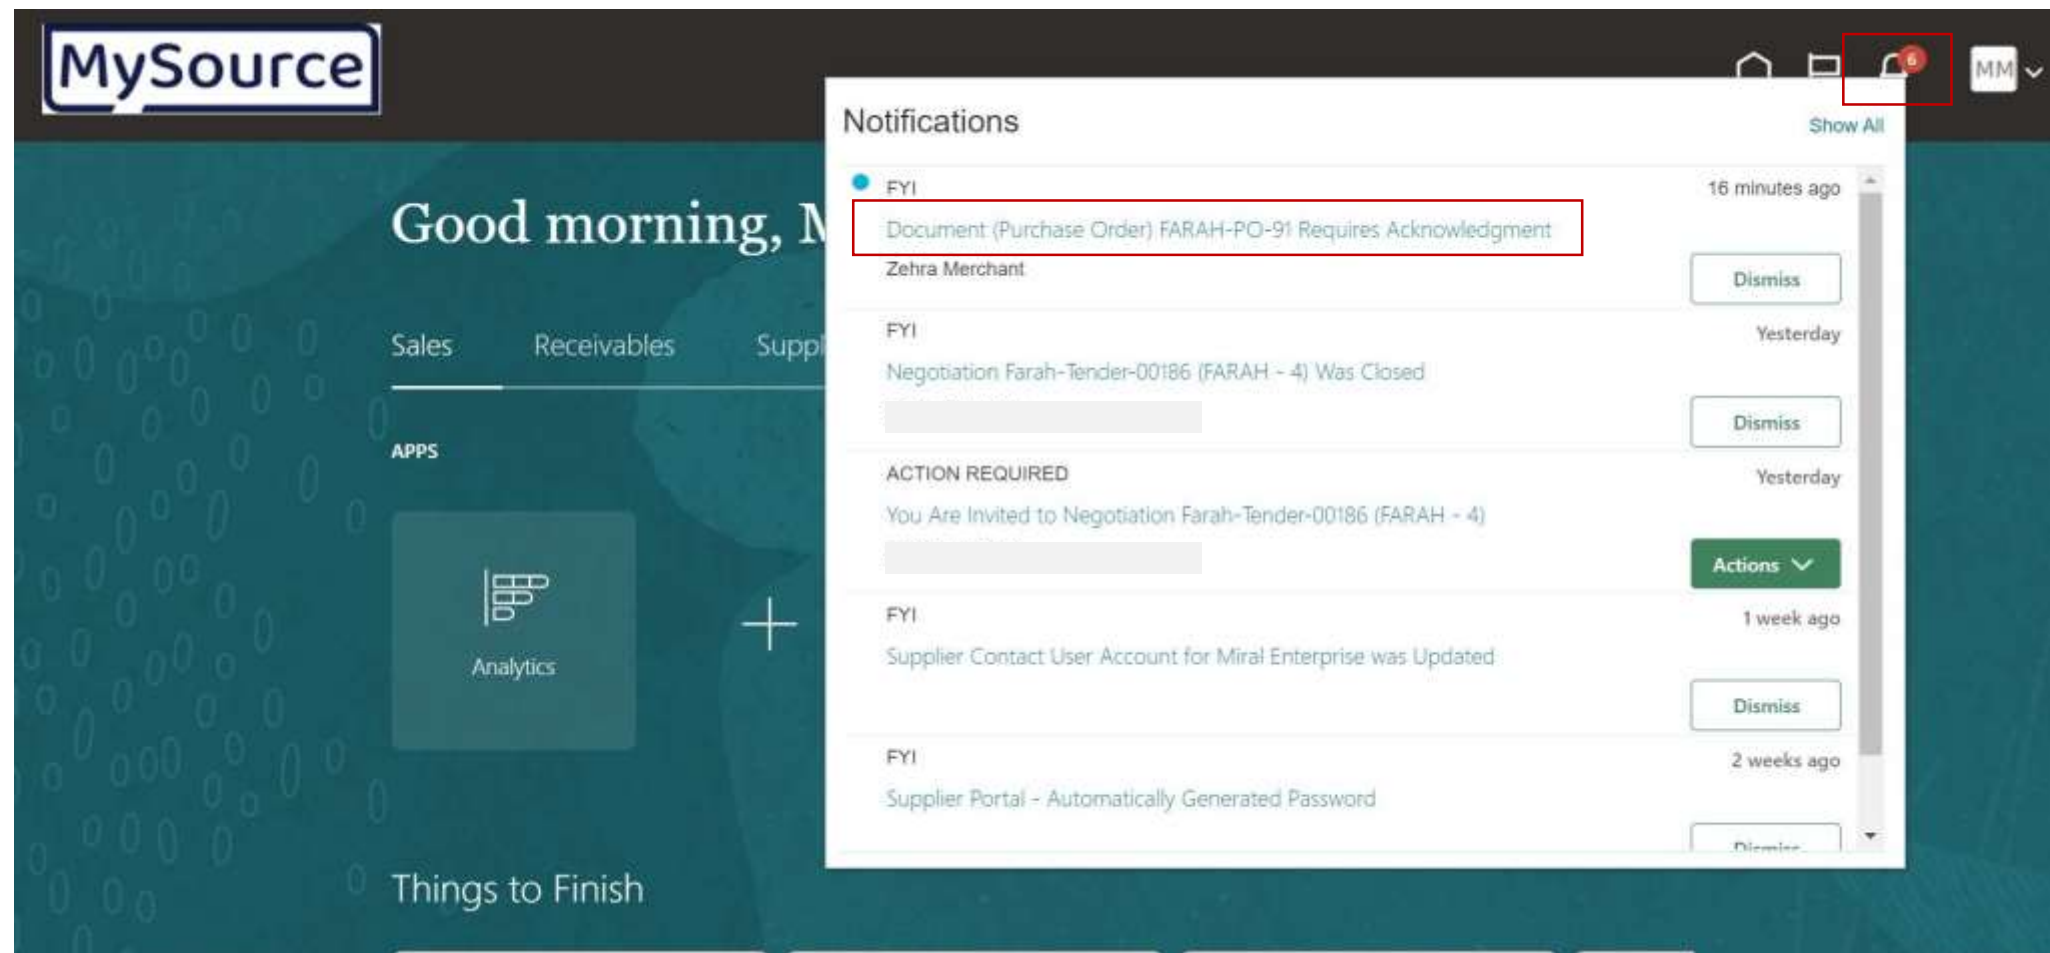 MySource
6
MM
Notifications
Show All
FYI
16 minutes ago
Document (Purchase Order) FARAH-PO-91 Requires Acknowledgment
Zehra Merchant
Dismiss
FYI
Yesterday
Negotiation Farah-Tender-00186 (FARAH - 4) Was Closed
Dismiss
ACTION REQUIRED
Yesterday
You Are Invited to Negotiation Farah-Tender-00186 (FARAH - 4)
Actions
FYI
1 week ago
Supplier Contact User Account for Miral Enterprise was Updated
Dismiss
FYI
2 weeks ago
Supplier Portal - Automatically Generated Password
Dismiss
Good morning, M
Sales
Receivables
Suppl
APPS
Analytics
Things to Finish